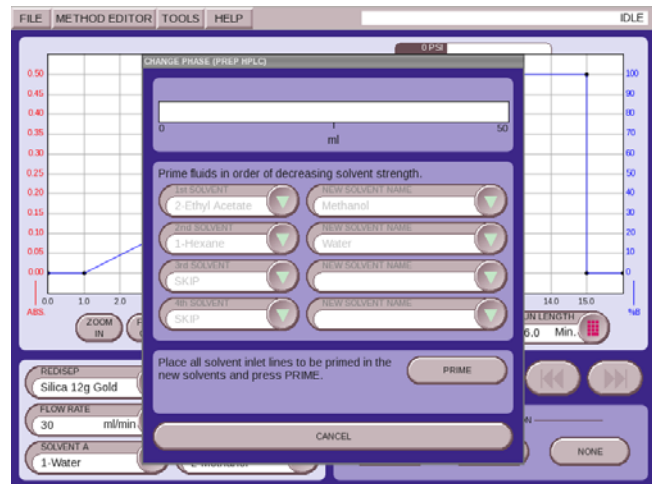 FILE METHOD EDITOR TOOLS HELP IDLE
0 PSI
CHANGE PHASE (PREP HPLC)
0 50
ml
Prime fluids in order of decreasing solvent strength.
1st SOLVENT NEW SOLVENT NAME
2-Ethyl Acetate Methanol
2nd SOLVENT NEW SOLVENT NAME
1-Hexane Water
3rd SOLVENT NEW SOLVENT NAME
SKIP
4th SOLVENT NEW SOLVENT NAME
SKIP
Place all solvent inlet lines to be primed in the
new solvents and press PRIME.
PRIME
CANCEL
0.50
0.45
0.40
0.35
0.30
0.25
0.20
0.15
0.10
0.05
0.00
ABS.
0.0 1.0 2.0 14.0 15.0
100
90
80
70
60
50
40
30
20
10
0
%B
ZOOM
IN
LENGTH
6.0 Min.
REDISEP
Silica 12g Gold
FLOW RATE
30 ml/min
SOLVENT A
1-Water
NONE